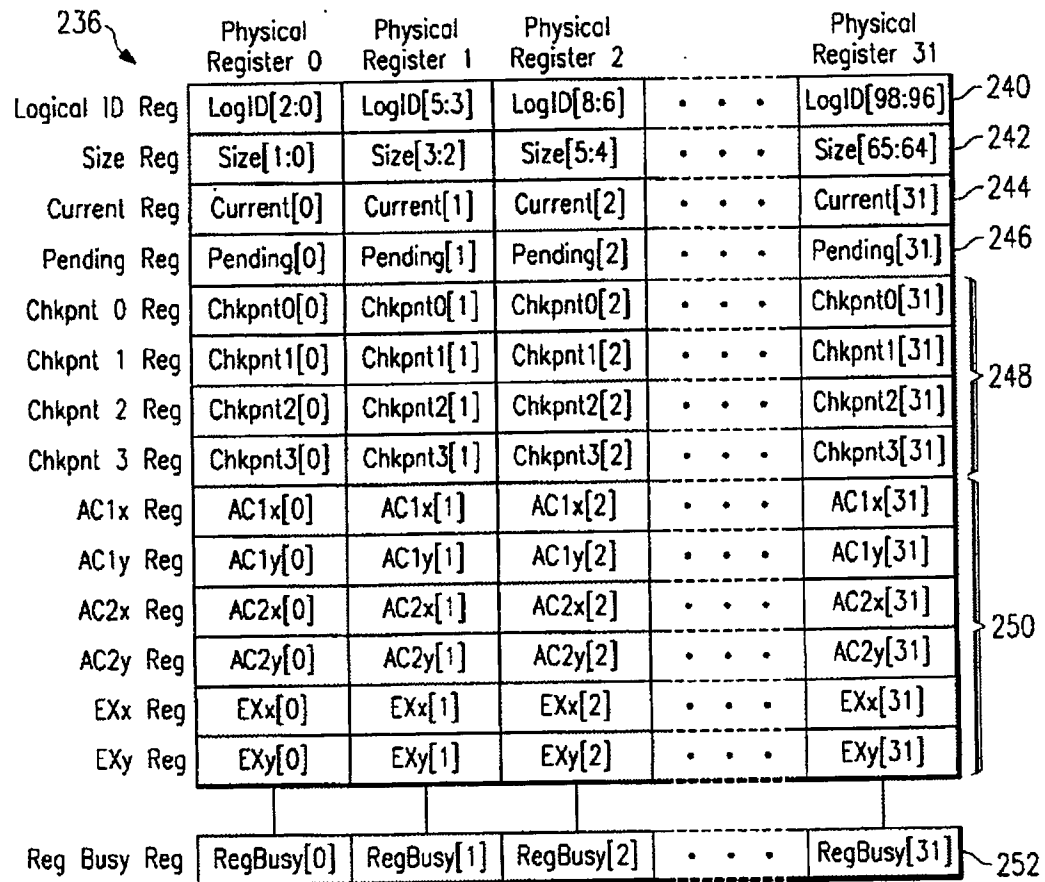 236
Physical Register 0
Physical Register 1
Physical Register 2
Physical Register 31
Logical ID Reg LogID[2:0] LogID[5:3] LogID[8:6] • • • LogID[98:96] 240
Size Reg Size[1:0] Size[3:2] Size[5:4] • • • Size[65:64] 242
Current Reg Current[0] Current[1] Current[2] • • • Current[31] 244
Pending Reg Pending[0] Pending[1] Pending[2] • • • Pending[31] 246
Chkpnt 0 Reg Chkpnt0[0] Chkpnt0[1] Chkpnt0[2] • • • Chkpnt0[31]
Chkpnt 1 Reg Chkpnt1[0] Chkpnt1[1] Chkpnt1[2] • • • Chkpnt1[31]
248
Chkpnt 2 Reg Chkpnt2[0] Chkpnt2[1] Chkpnt2[2] • • • Chkpnt2[31]
Chkpnt 3 Reg Chkpnt3[0] Chkpnt3[1] Chkpnt3[2] • • • Chkpnt3[31]
AC1x Reg AC1x[0] AC1x[1] AC1x[2] • • • AC1x[31]
AC1y Reg AC1y[0] AC1y[1] AC1y[2] • • • AC1y[31]
AC2x Reg AC2x[0] AC2x[1] AC2x[2] • • • AC2x[31]
250
AC2y Reg AC2y[0] AC2y[1] AC2y[2] • • • AC2y[31]
EXx Reg EXx[0] EXx[1] EXx[2] • • • EXx[31]
EXy Reg EXy[0] EXy[1] EXy[2] • • • EXy[31]
Reg Busy Reg RegBusy[0] RegBusy[1] RegBusy[2] • • • RegBusy[31] 252